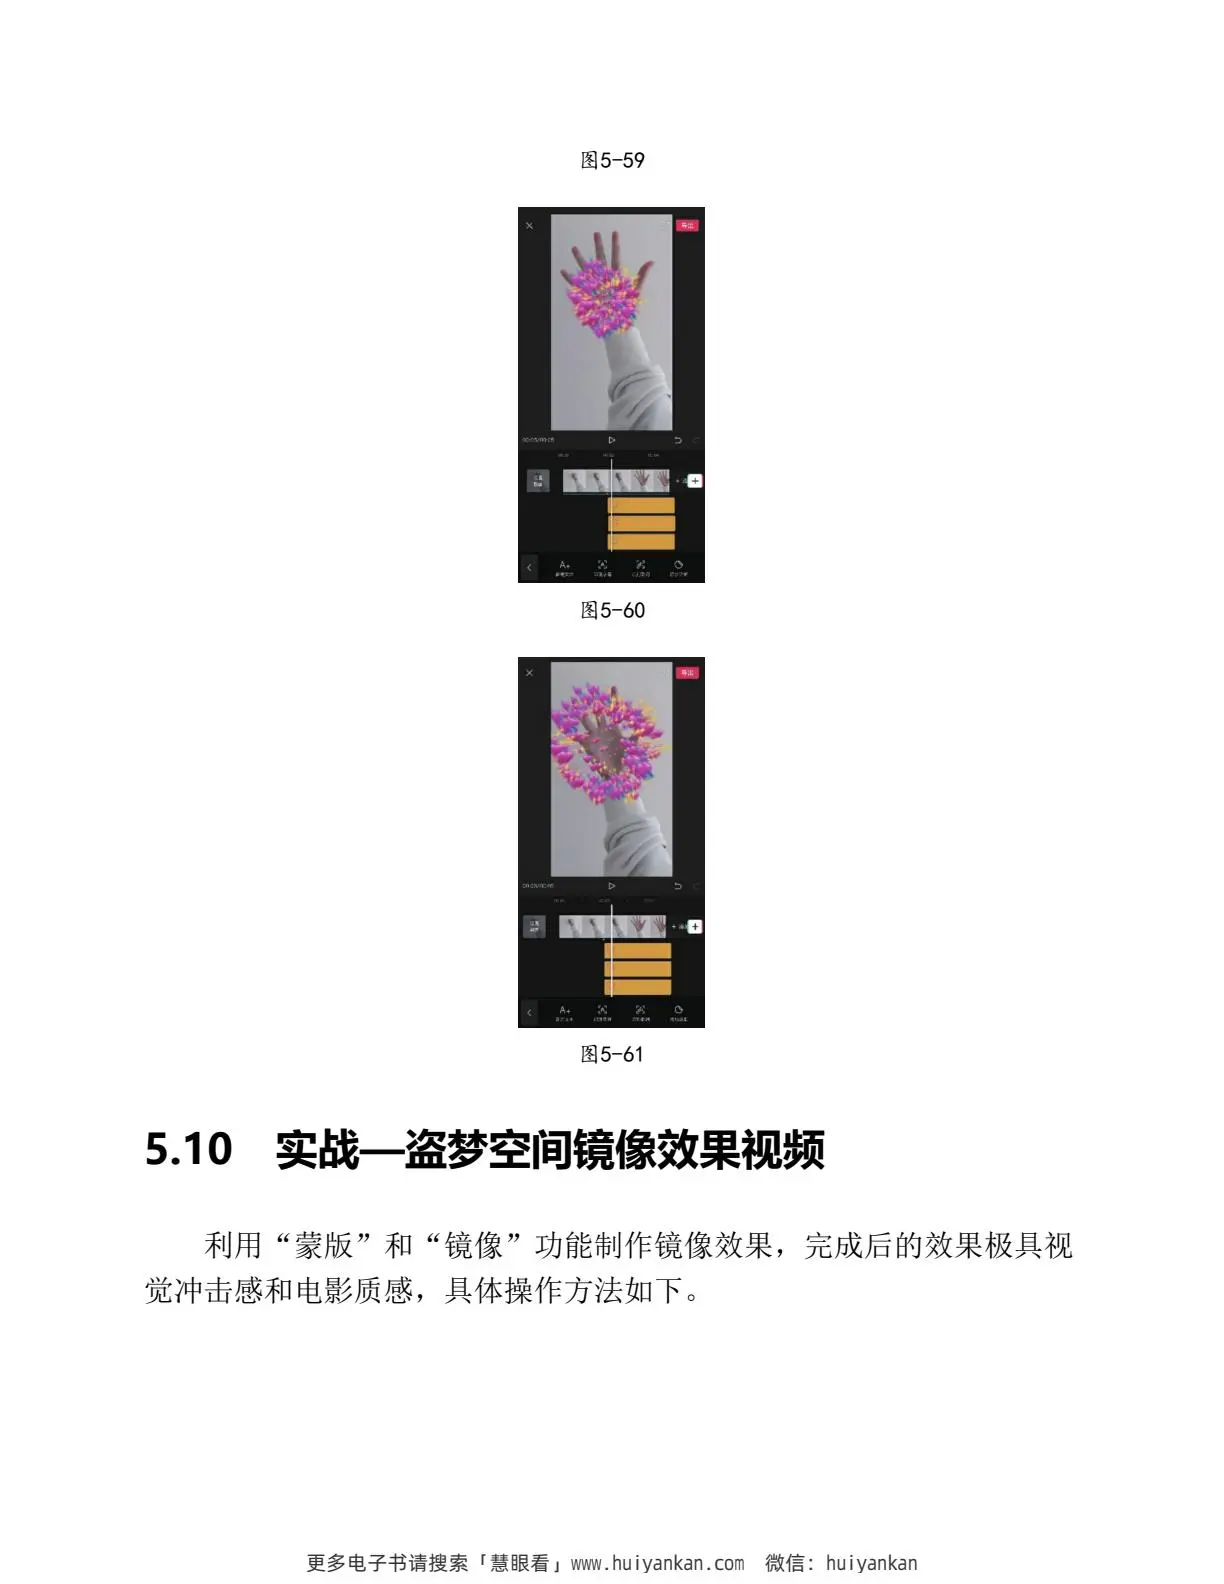 图5-59
导出
图5-60
导出
图5-61
5.10 实战—盗梦空间镜像效果视频
利用“蒙版”和“镜像”功能制作镜像效果，完成后的效果极具视
觉冲击感和电影质感，具体操作方法如下。
更多电子书请搜索「慧眼看」www.huiyankan.com 微信：huiyankan